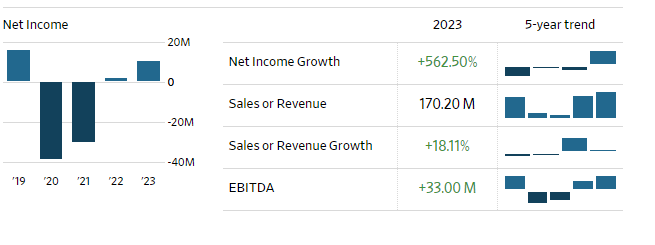 Net Income
20M
0
-20M
-40M
'19 '20 '21 '22 '23
2023 5-year trend
Net Income Growth +562.50%
Sales or Revenue 170.20 M
Sales or Revenue Growth +18.11%
EBITDA +33.00 M